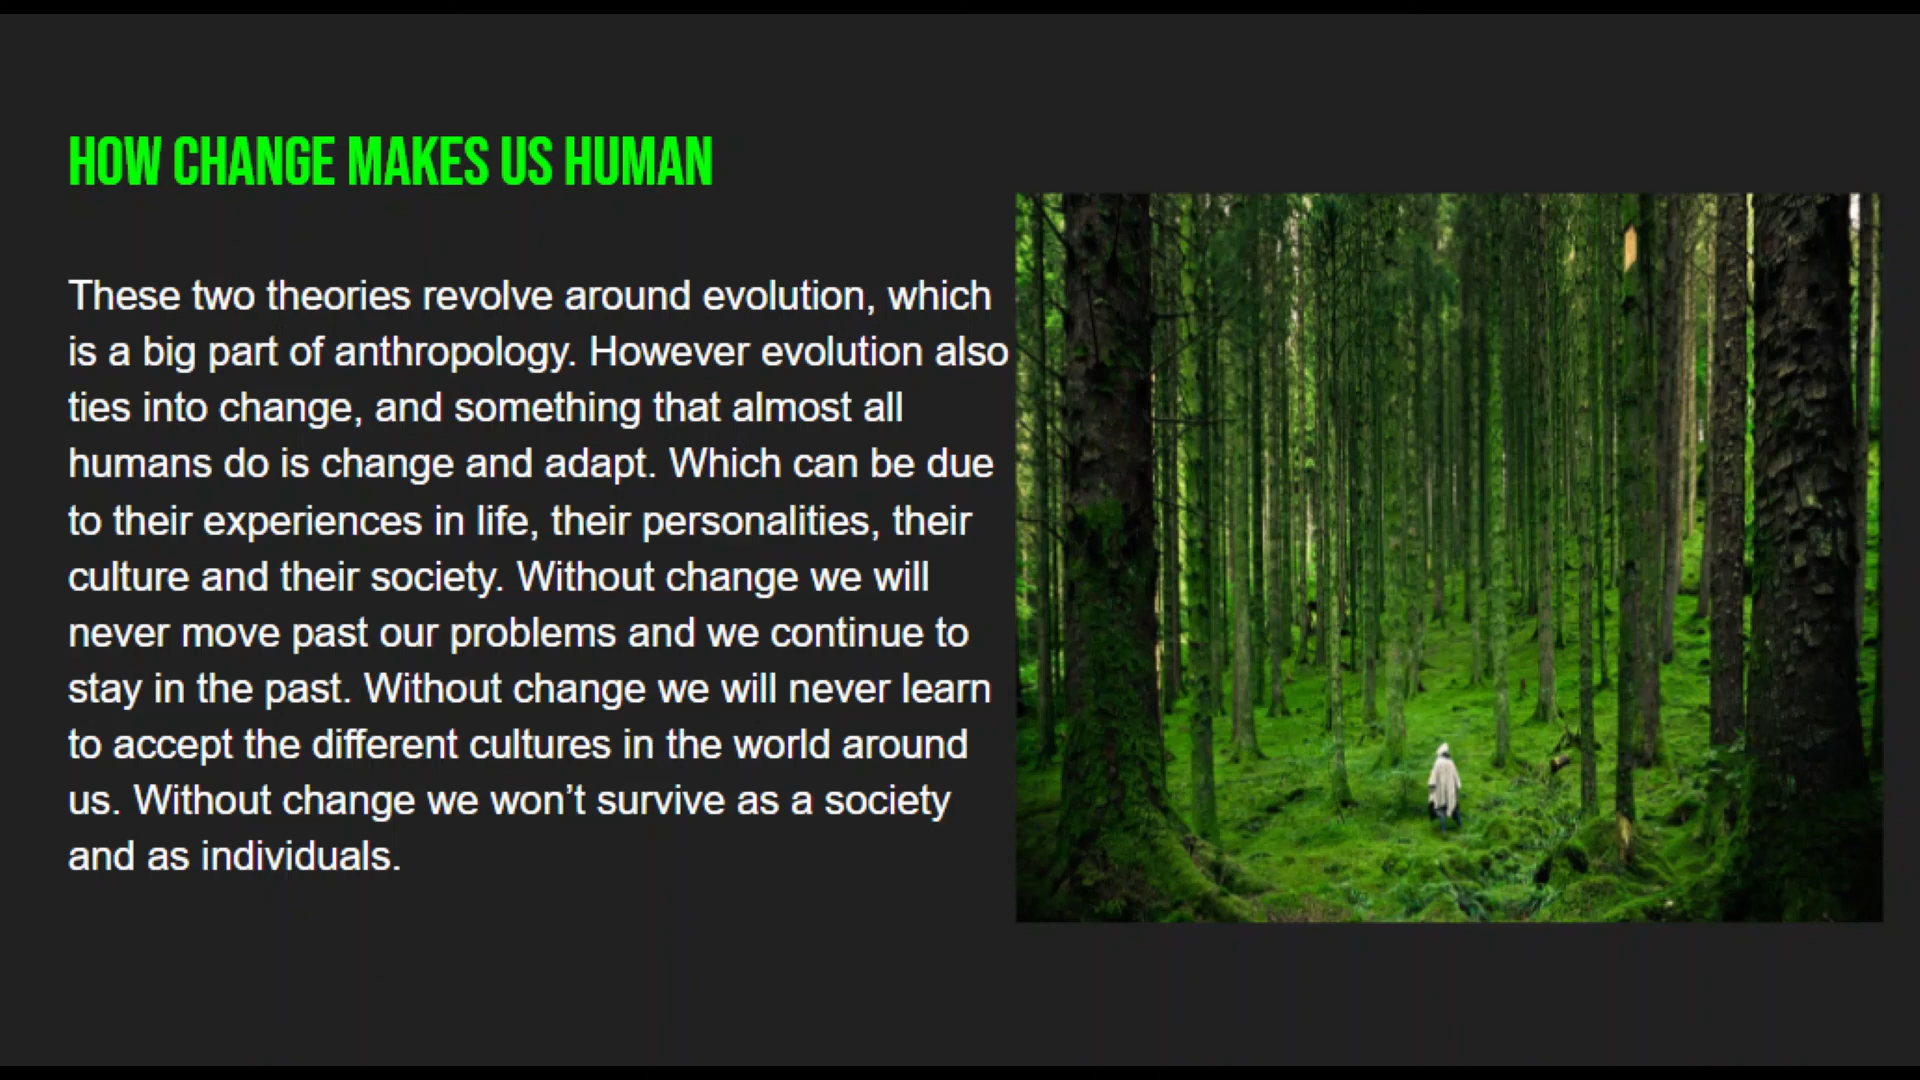 HOW CHANGE MAKES US HUMAN
These two theories revolve around evolution, which
is a big part of anthropology. However evolution also
ties into change, and something that almost all
humans do is change and adapt. Which can be due
to their experiences in life, their personalities, their
culture and their society. Without change we will
never move past our problems and we continue to
stay in the past. Without change we will never learn
to accept the different cultures in the world around
us. Without change we won’t survive as a society
and as individuals.